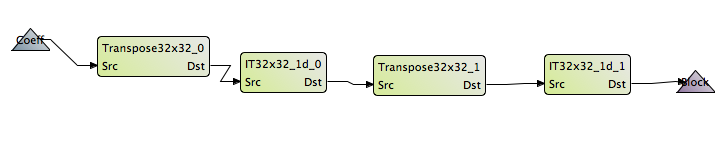 Coeff
Transpose32x32_0
Src Dst
IT32x32_1d_0
Src Dst
Transpose32x32_1
Src Dst
IT32x32_1d_1
Src Dst
Block